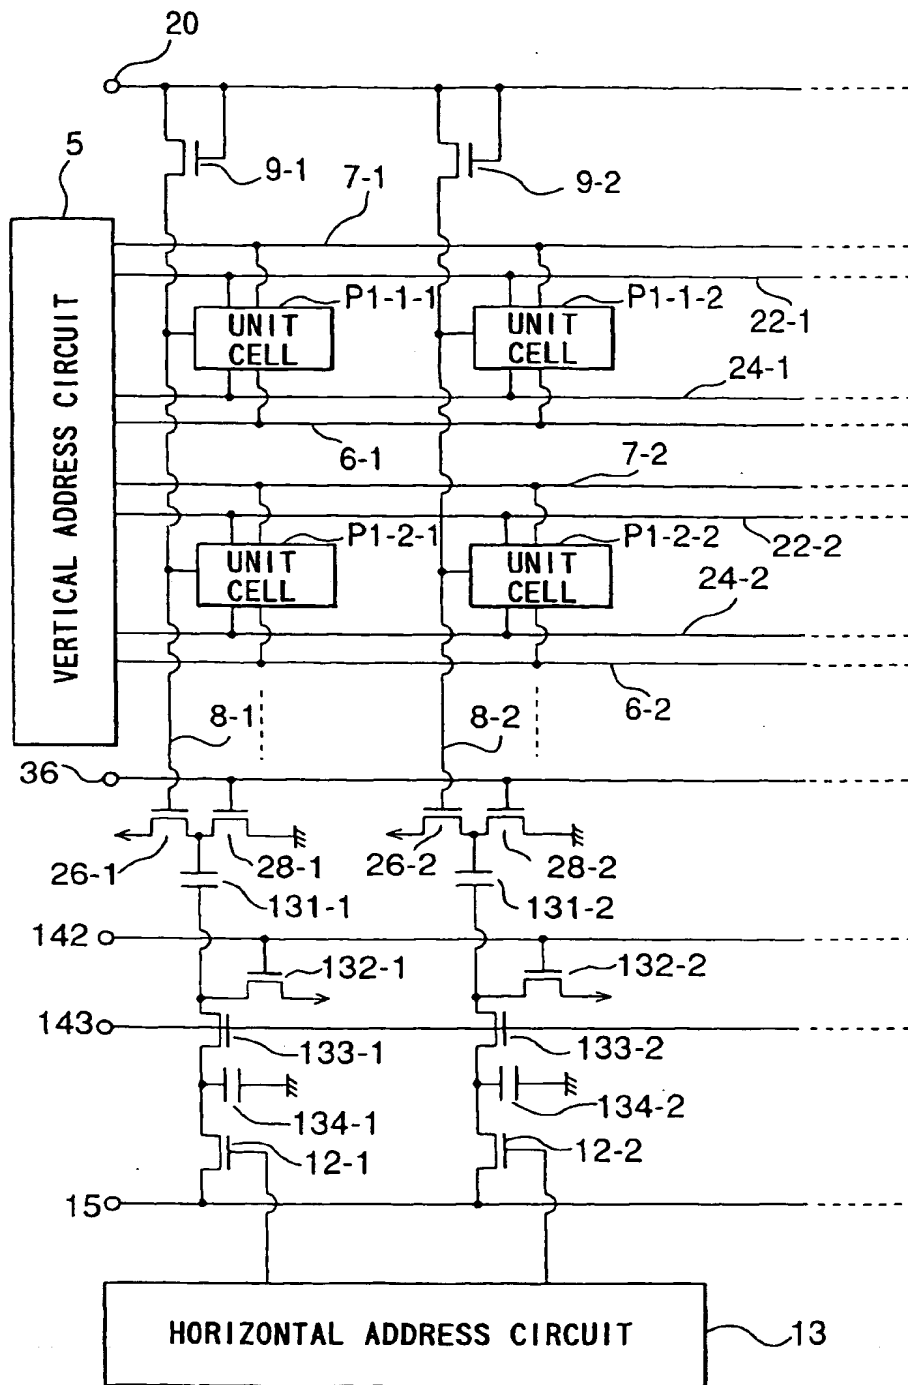 20
5
9-1
9-2
7-1
VERTICAL ADDRESS CIRCUIT
P1-1-1
P1-1-2
UNIT
CELL
UNIT
CELL
22-1
24-1
6-1
7-2
P1-2-1
P1-2-2
UNIT
CELL
UNIT
CELL
22-2
24-2
6-2
8-1
8-2
36
26-1
28-1
26-2
28-2
131-1
131-2
142
132-1
132-2
143
133-1
133-2
134-1
134-2
12-1
12-2
15
HORIZONTAL ADDRESS CIRCUIT
13